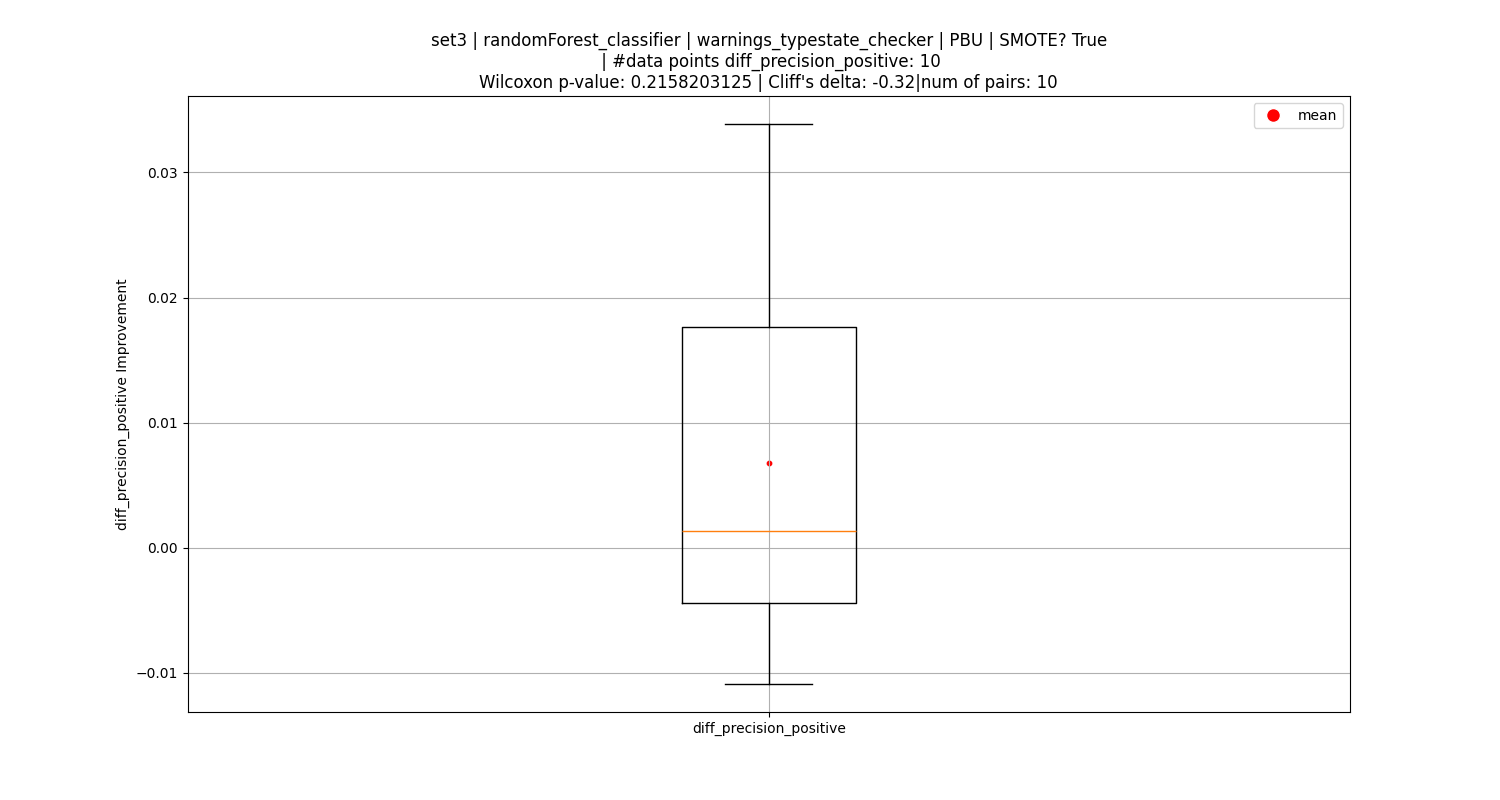 set3 | randomForest_classifier | warnings_typestate_checker | PBU | SMOTE? True
| #data points diff_precision_positive: 10
Wilcoxon p-value: 0.2158203125 | Cliff's delta: -0.32|num of pairs: 10
mean
0.03
0.02
0.01
0.00
−0.01
diff_precision_positive Improvement
diff_precision_positive